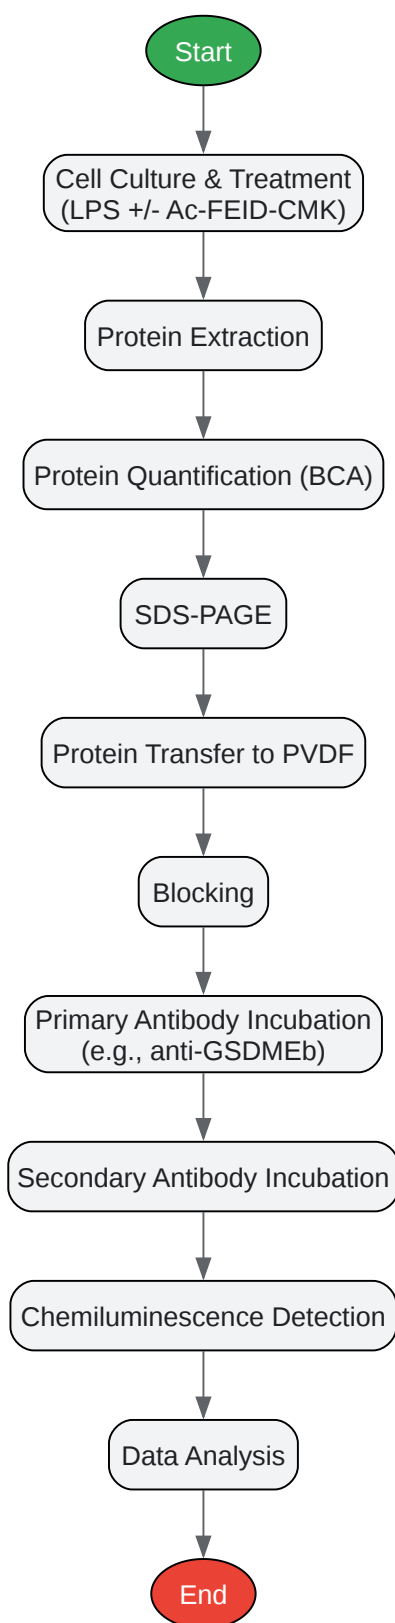 Start
Cell Culture & Treatment
(LPS +/- Ac-FEID-CMK)
Protein Extraction
Protein Quantification (BCA)
SDS-PAGE
Protein Transfer to PVDF
Blocking
Primary Antibody Incubation
(e.g., anti-GSDMEb)
Secondary Antibody Incubation
Chemiluminescence Detection
Data Analysis
End